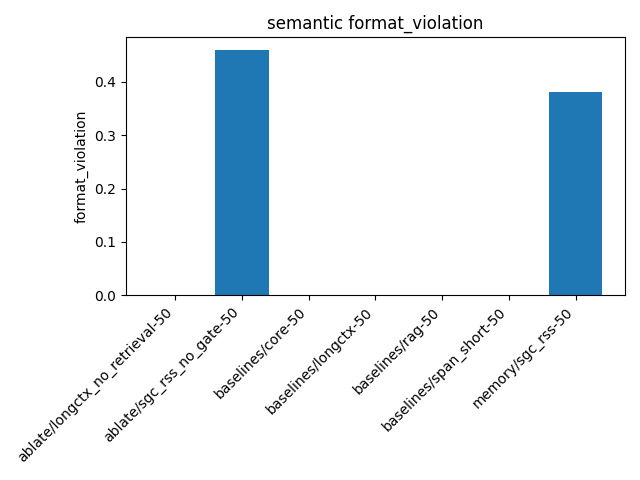 semantic format_violation
format_violation
0.4
0.3
0.2
0.1
0.0
ablate/longctx_no_retrieval-50
ablate/sgc_rss_no_gate-50
baselines/core-50
baselines/longctx-50
baselines/rag-50
baselines/span_short-50
memory/sgc_rss-50